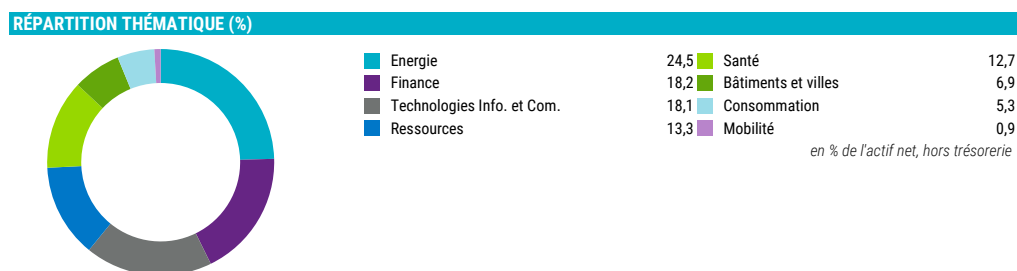 RÉPARTITION THÉMATIQUE (%)
Energie 24,5 Santé 12,7
Finance 18,2 Bâtiments et villes 6,9
Technologies Info. et Com. 18,1 Consommation 5,3
Ressources 13,3 Mobilité 0,9
en % de l'actif net, hors trésorerie